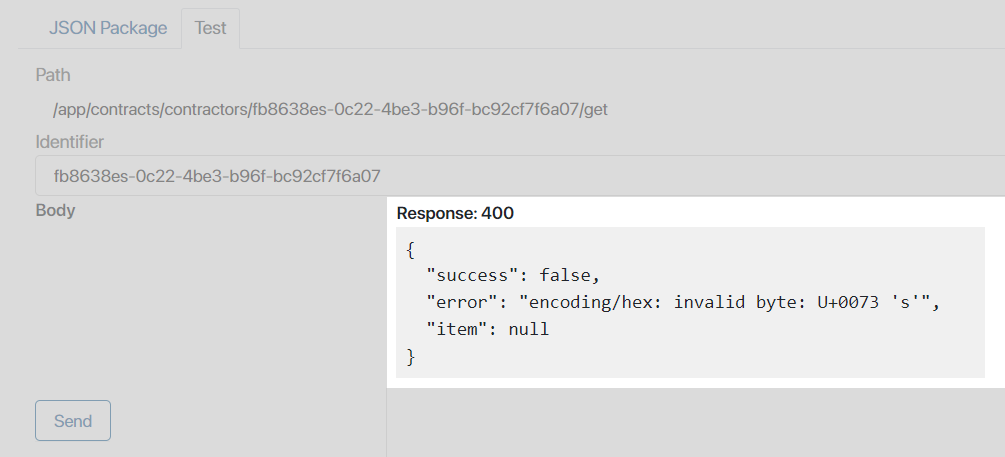 JSON Package Test
Path
/app/contracts/contractors/fb8638es-0c22-4be3-b96f-bc92cf7f6a07/get
Identifier
fb8638es-0c22-4be3-b96f-bc92cf7f6a07
Body
Response: 400
{
"success": false,
"error": "encoding/hex: invalid byte: U+0073 's'",
"item": null
}
Send